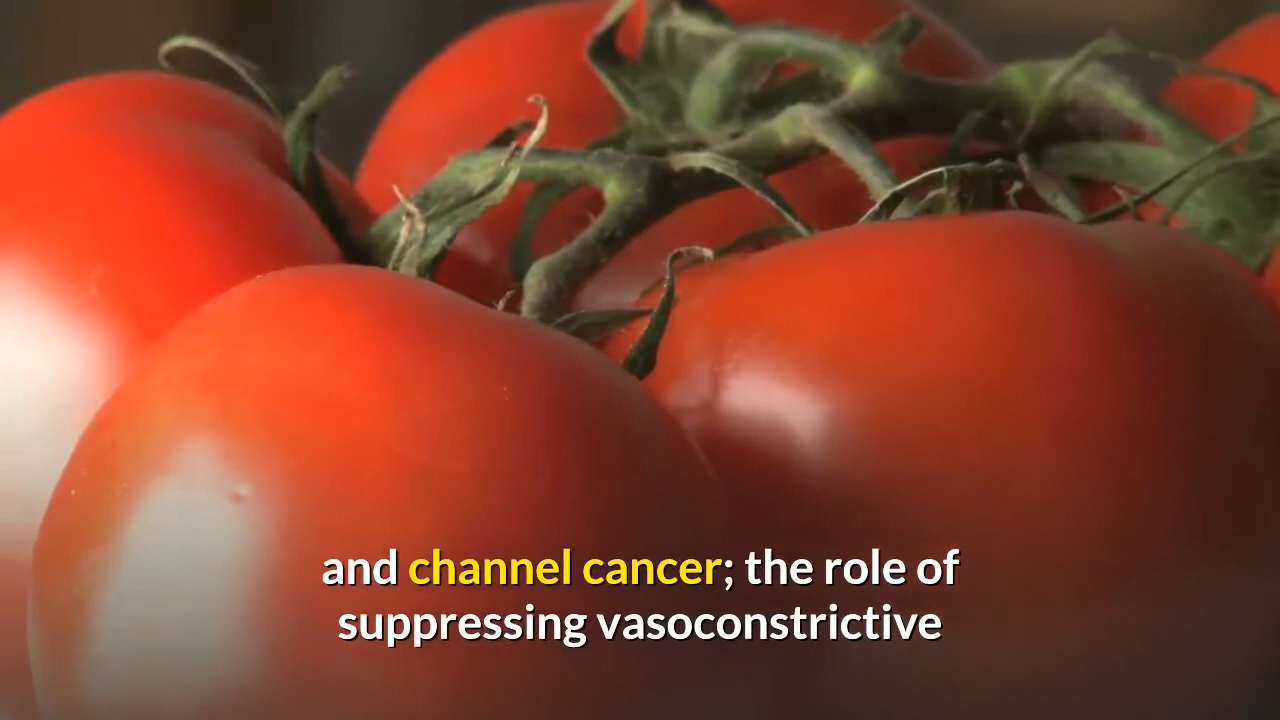 and channel cancer; the role of
suppressing vasoconstrictive